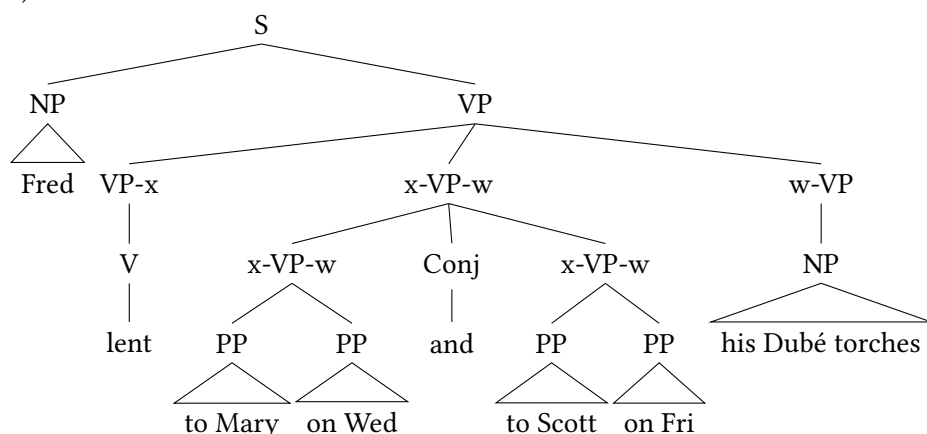 S
NP VP
Fred VP-x x-VP-w w-VP
V x-VP-w Conj x-VP-w NP
lent PP PP and PP PP his Dubé torches
to Mary on Wed to Scott on Fri